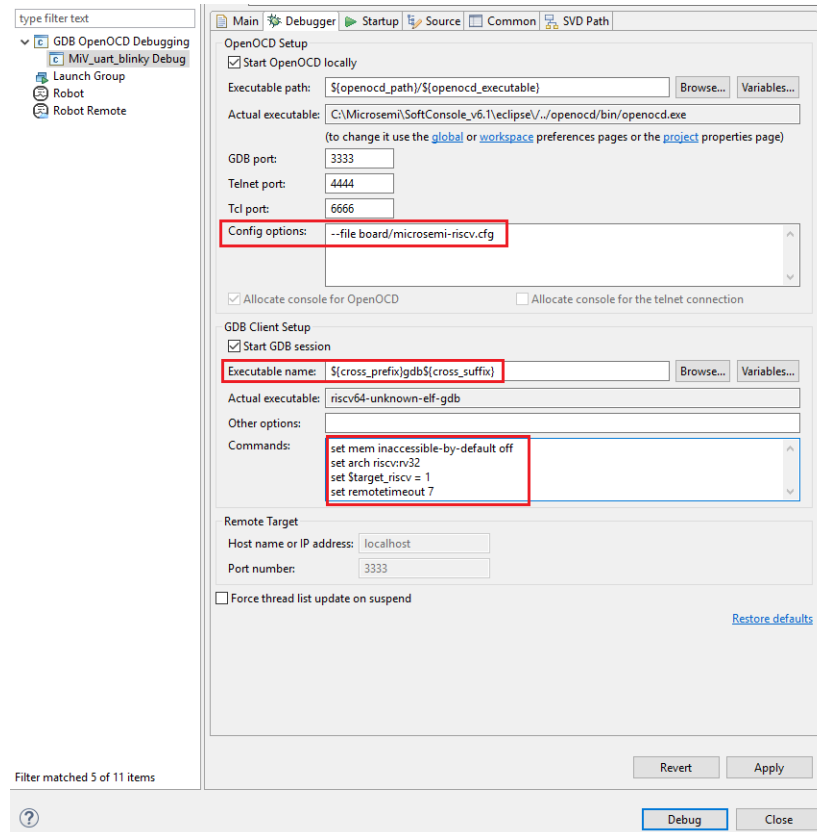 type filter text
GDB OpenOCD Debugging
MiV_uart_blinky Debug
Launch Group
Robot
Robot Remote
Filter matched 5 of 11 items
Main Debugger Startup Source Common SVD Path
OpenOCD Setup
Start OpenOCD locally
Executable path: ${openocd_path}/${openocd_executable} Browse... Variables...
Actual executable: C:\Microsemi\SoftConsole_v6.1\eclipse\/../openocd/bin/openocd.exe
(to change it use the global or workspace preferences pages or the project properties page)
GDB port: 3333
Telnet port: 4444
Tcl port: 6666
Config options: --file board/microsemi-riscv.cfg
Allocate console for OpenOCD Allocate console for the telnet connection
GDB Client Setup
Start GDB session
Executable name: ${cross_prefix}gdb${cross_suffix} Browse... Variables...
Actual executable: riscv64-unknown-elf-gdb
Other options:
Commands: set mem inaccessible-by-default off
set arch riscv:rv32
set $target_riscv = 1
set remotetimeout 7
Remote Target
Host name or IP address: localhost
Port number: 3333
Force thread list update on suspend
Restore defaults
Revert Apply
? Debug Close